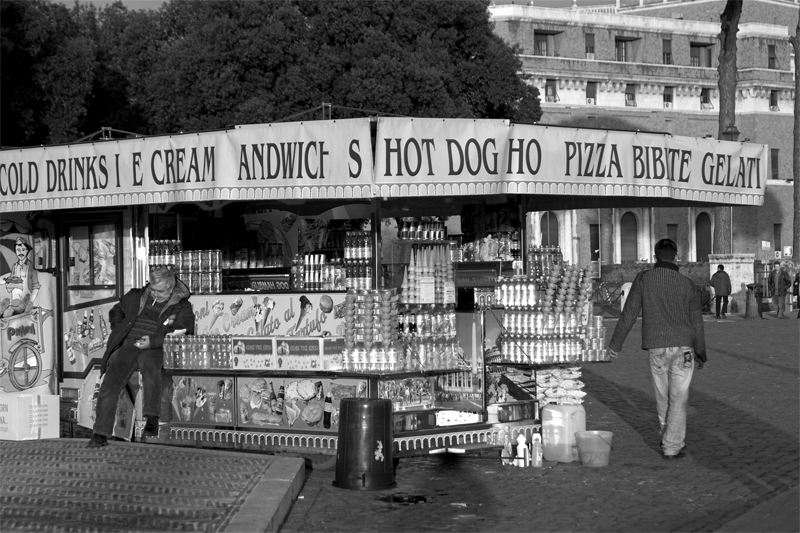 COLD DRINKS I E CREAM ANDWICH S HOT DOG HO PIZZA BIBITE GELATI